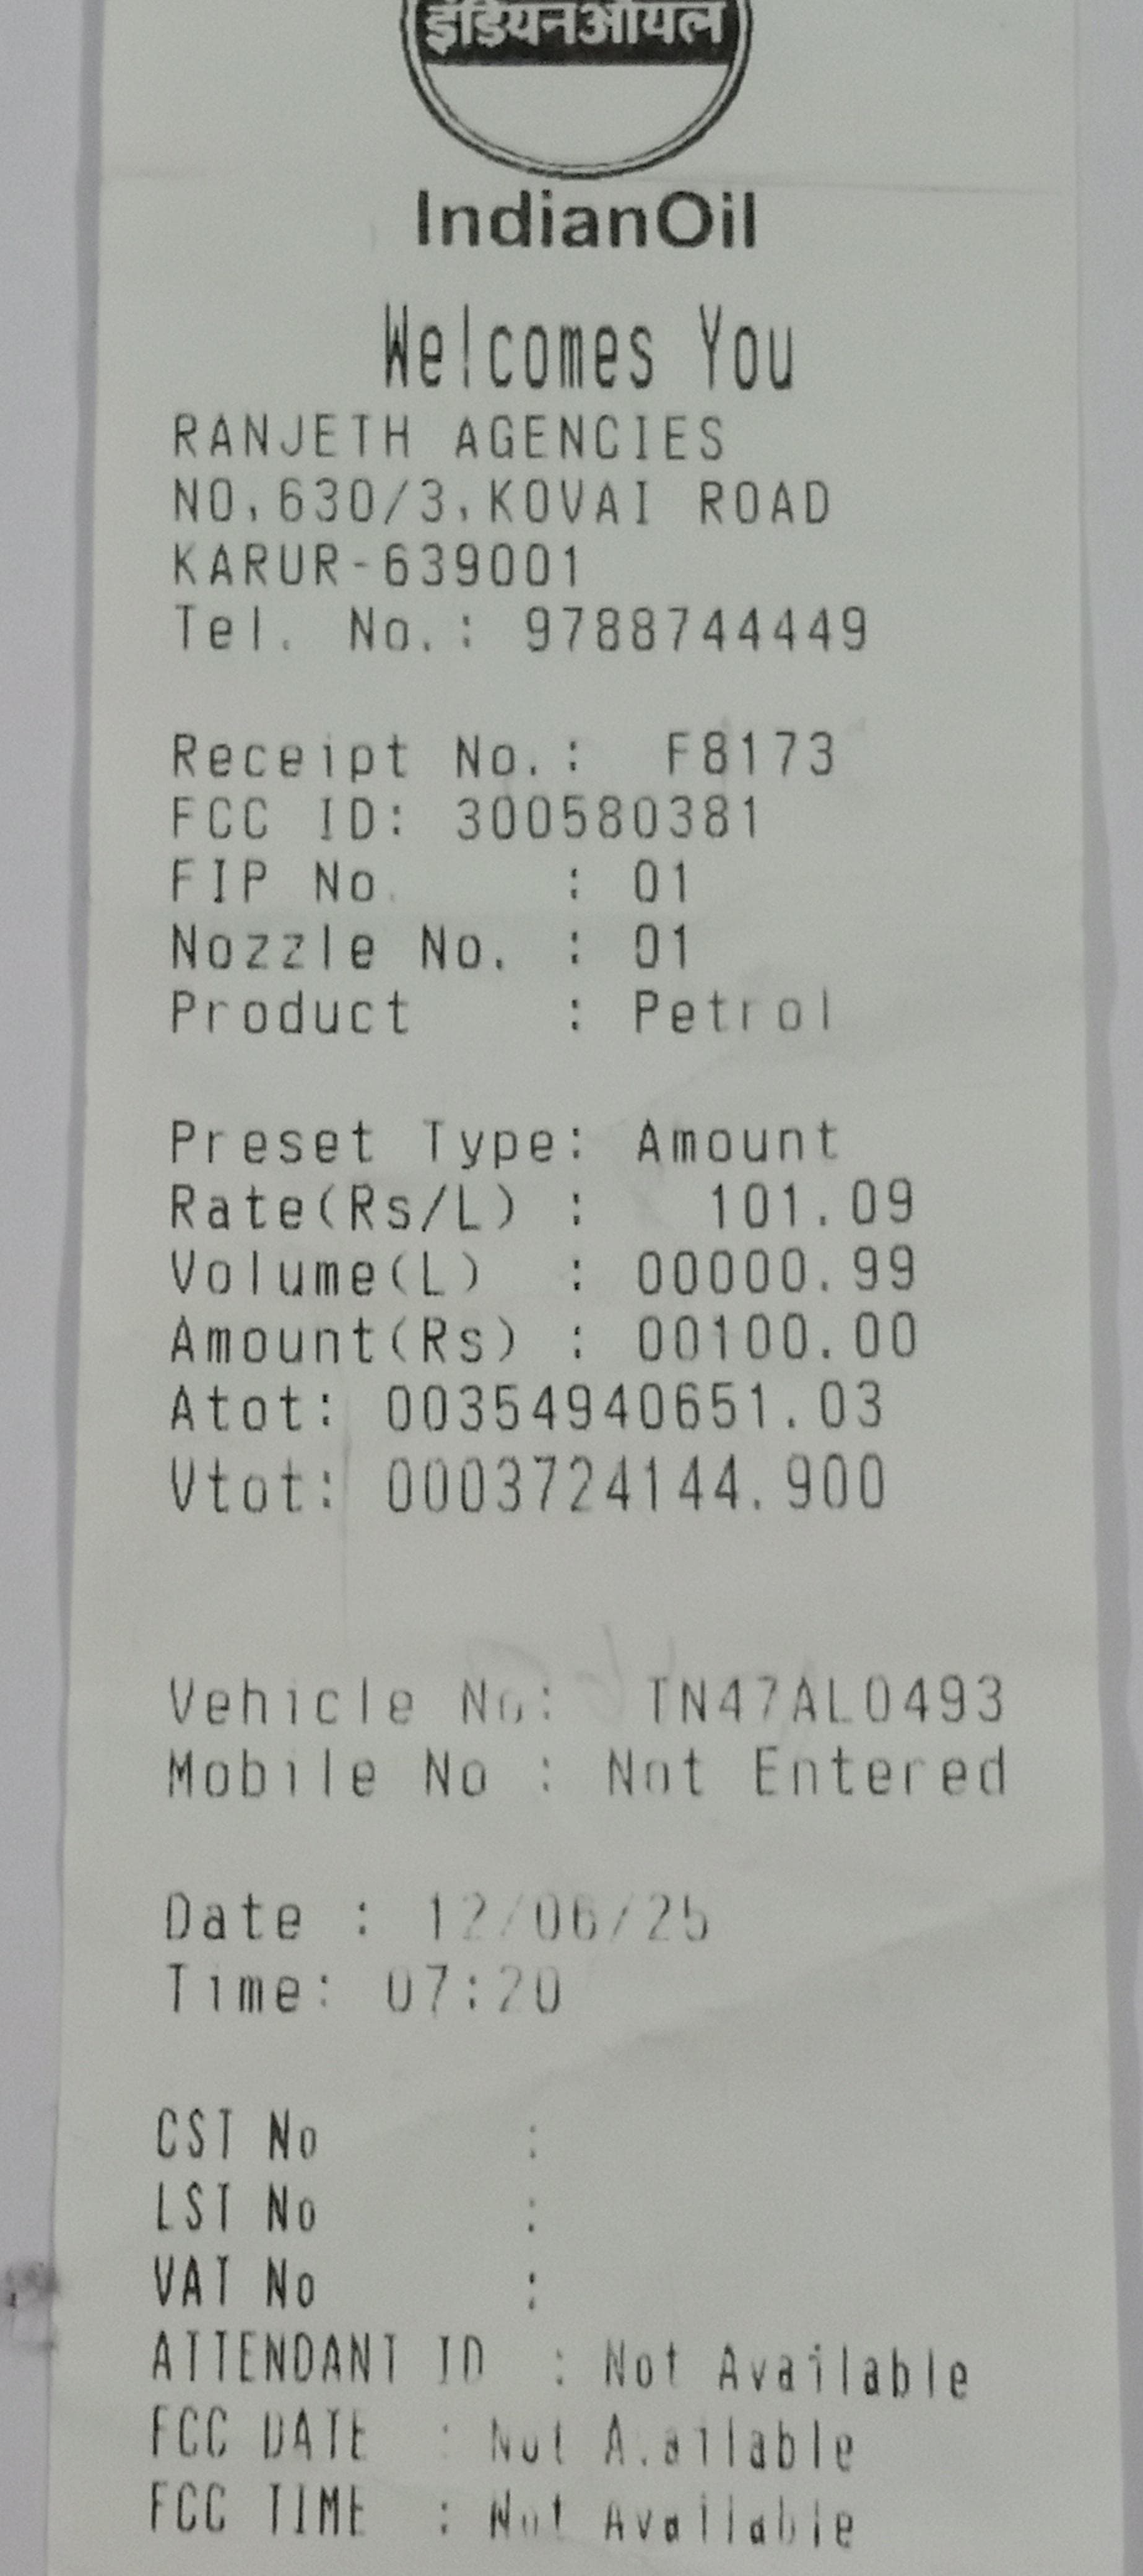 इंडियनऑयल
IndianOil
Welcomes You
RANJETH AGENCIES
NO,630/3,KOVAI ROAD
KARUR-639001
Tel. No.: 9788744449
Receipt No.: F8173
FCC ID: 300580381
FIP No. : 01
Nozzle No. : 01
Product : Petrol
Preset Type: Amount
Rate(Rs/L) : 101.09
Volume(L) : 00000.99
Amount(Rs) : 00100.00
Atot: 00354940651.03
Vtot: 0003724144.900
Vehicle No: TN47AL0493
Mobile No : Not Entered
Date : 12/06/25
Time: 07:20
CST No :
LST No :
VAT No :
ATTENDANT ID : Not Available
FCC DATE : Not Available
FCC TIME : Not Available